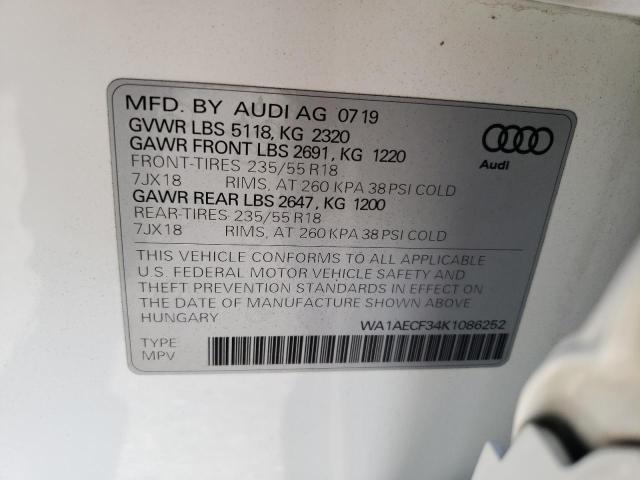 MFD. BY AUDI AG 07 19
GVWR LBS 5118, KG 2320
GAWR FRONT LBS 2691, KG 1220
FRONT-TIRES 235/55 R18
7JX18 RIMS, AT 260 KPA 38 PSI COLD
GAWR REAR LBS 2647, KG 1200
REAR-TIRES 235/55 R18
7JX18 RIMS, AT 260 KPA 38 PSI COLD
Audi
THIS VEHICLE CONFORMS TO ALL APPLICABLE
U.S. FEDERAL MOTOR VEHICLE SAFETY AND
THEFT PREVENTION STANDARDS IN EFFECT ON
THE DATE OF MANUFACTURE SHOWN ABOVE
HUNGARY
WA1AECF34K1086252
TYPE
MPV